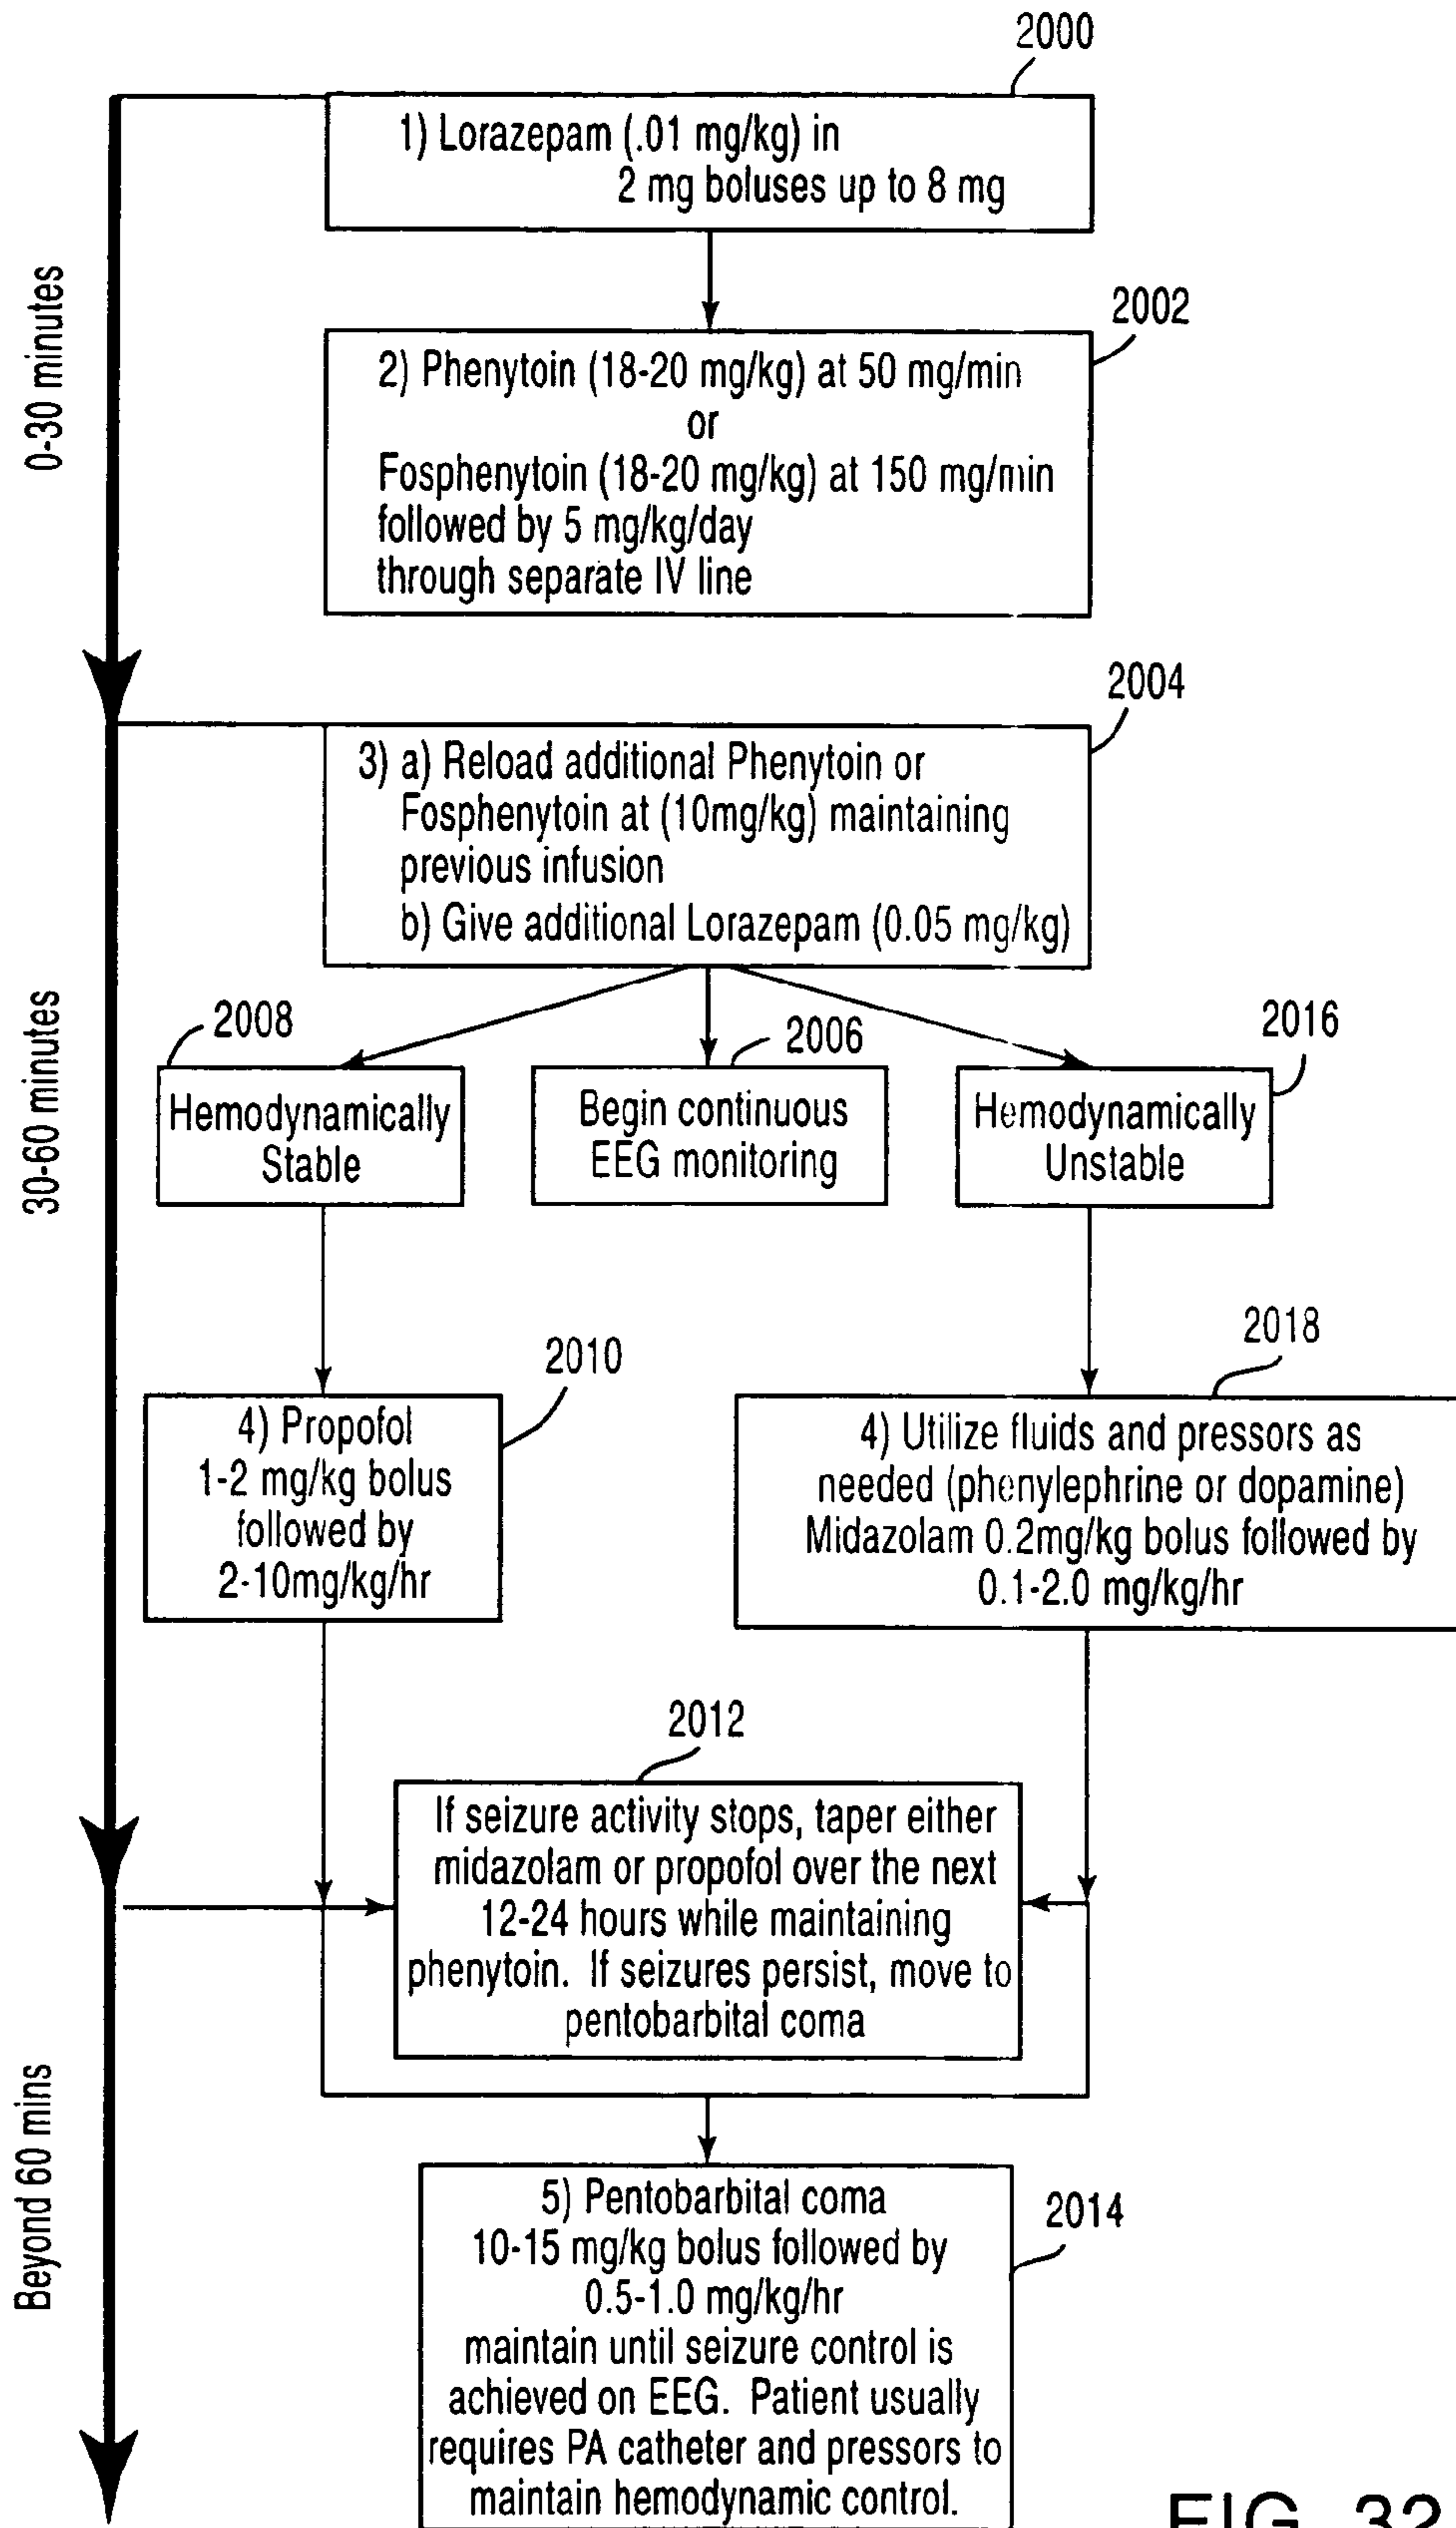 2000
1) Lorazepam (.01 mg/kg) in
2 mg boluses up to 8 mg
0-30 minutes
2002
2) Phenytoin (18-20 mg/kg) at 50 mg/min
or
Fosphenytoin (18-20 mg/kg) at 150 mg/min
followed by 5 mg/kg/day
through separate IV line
2004
3) a) Reload additional Phenytoin or
Fosphenytoin at (10mg/kg) maintaining
previous infusion
b) Give additional Lorazepam (0.05 mg/kg)
30-60 minutes
2008
Hemodynamically
Stable
2006
Begin continuous
EEG monitoring
2016
Hemodynamically
Unstable
2010
4) Propofol
1-2 mg/kg bolus
followed by
2-10mg/kg/hr
2018
4) Utilize fluids and pressors as
needed (phenylephrine or dopamine)
Midazolam 0.2mg/kg bolus followed by
0.1-2.0 mg/kg/hr
2012
If seizure activity stops, taper either
midazolam or propofol over the next
12-24 hours while maintaining
phenytoin. If seizures persist, move to
pentobarbital coma
Beyond 60 mins
2014
5) Pentobarbital coma
10-15 mg/kg bolus followed by
0.5-1.0 mg/kg/hr
maintain until seizure control is
achieved on EEG. Patient usually
requires PA catheter and pressors to
maintain hemodynamic control.
FIG. 32